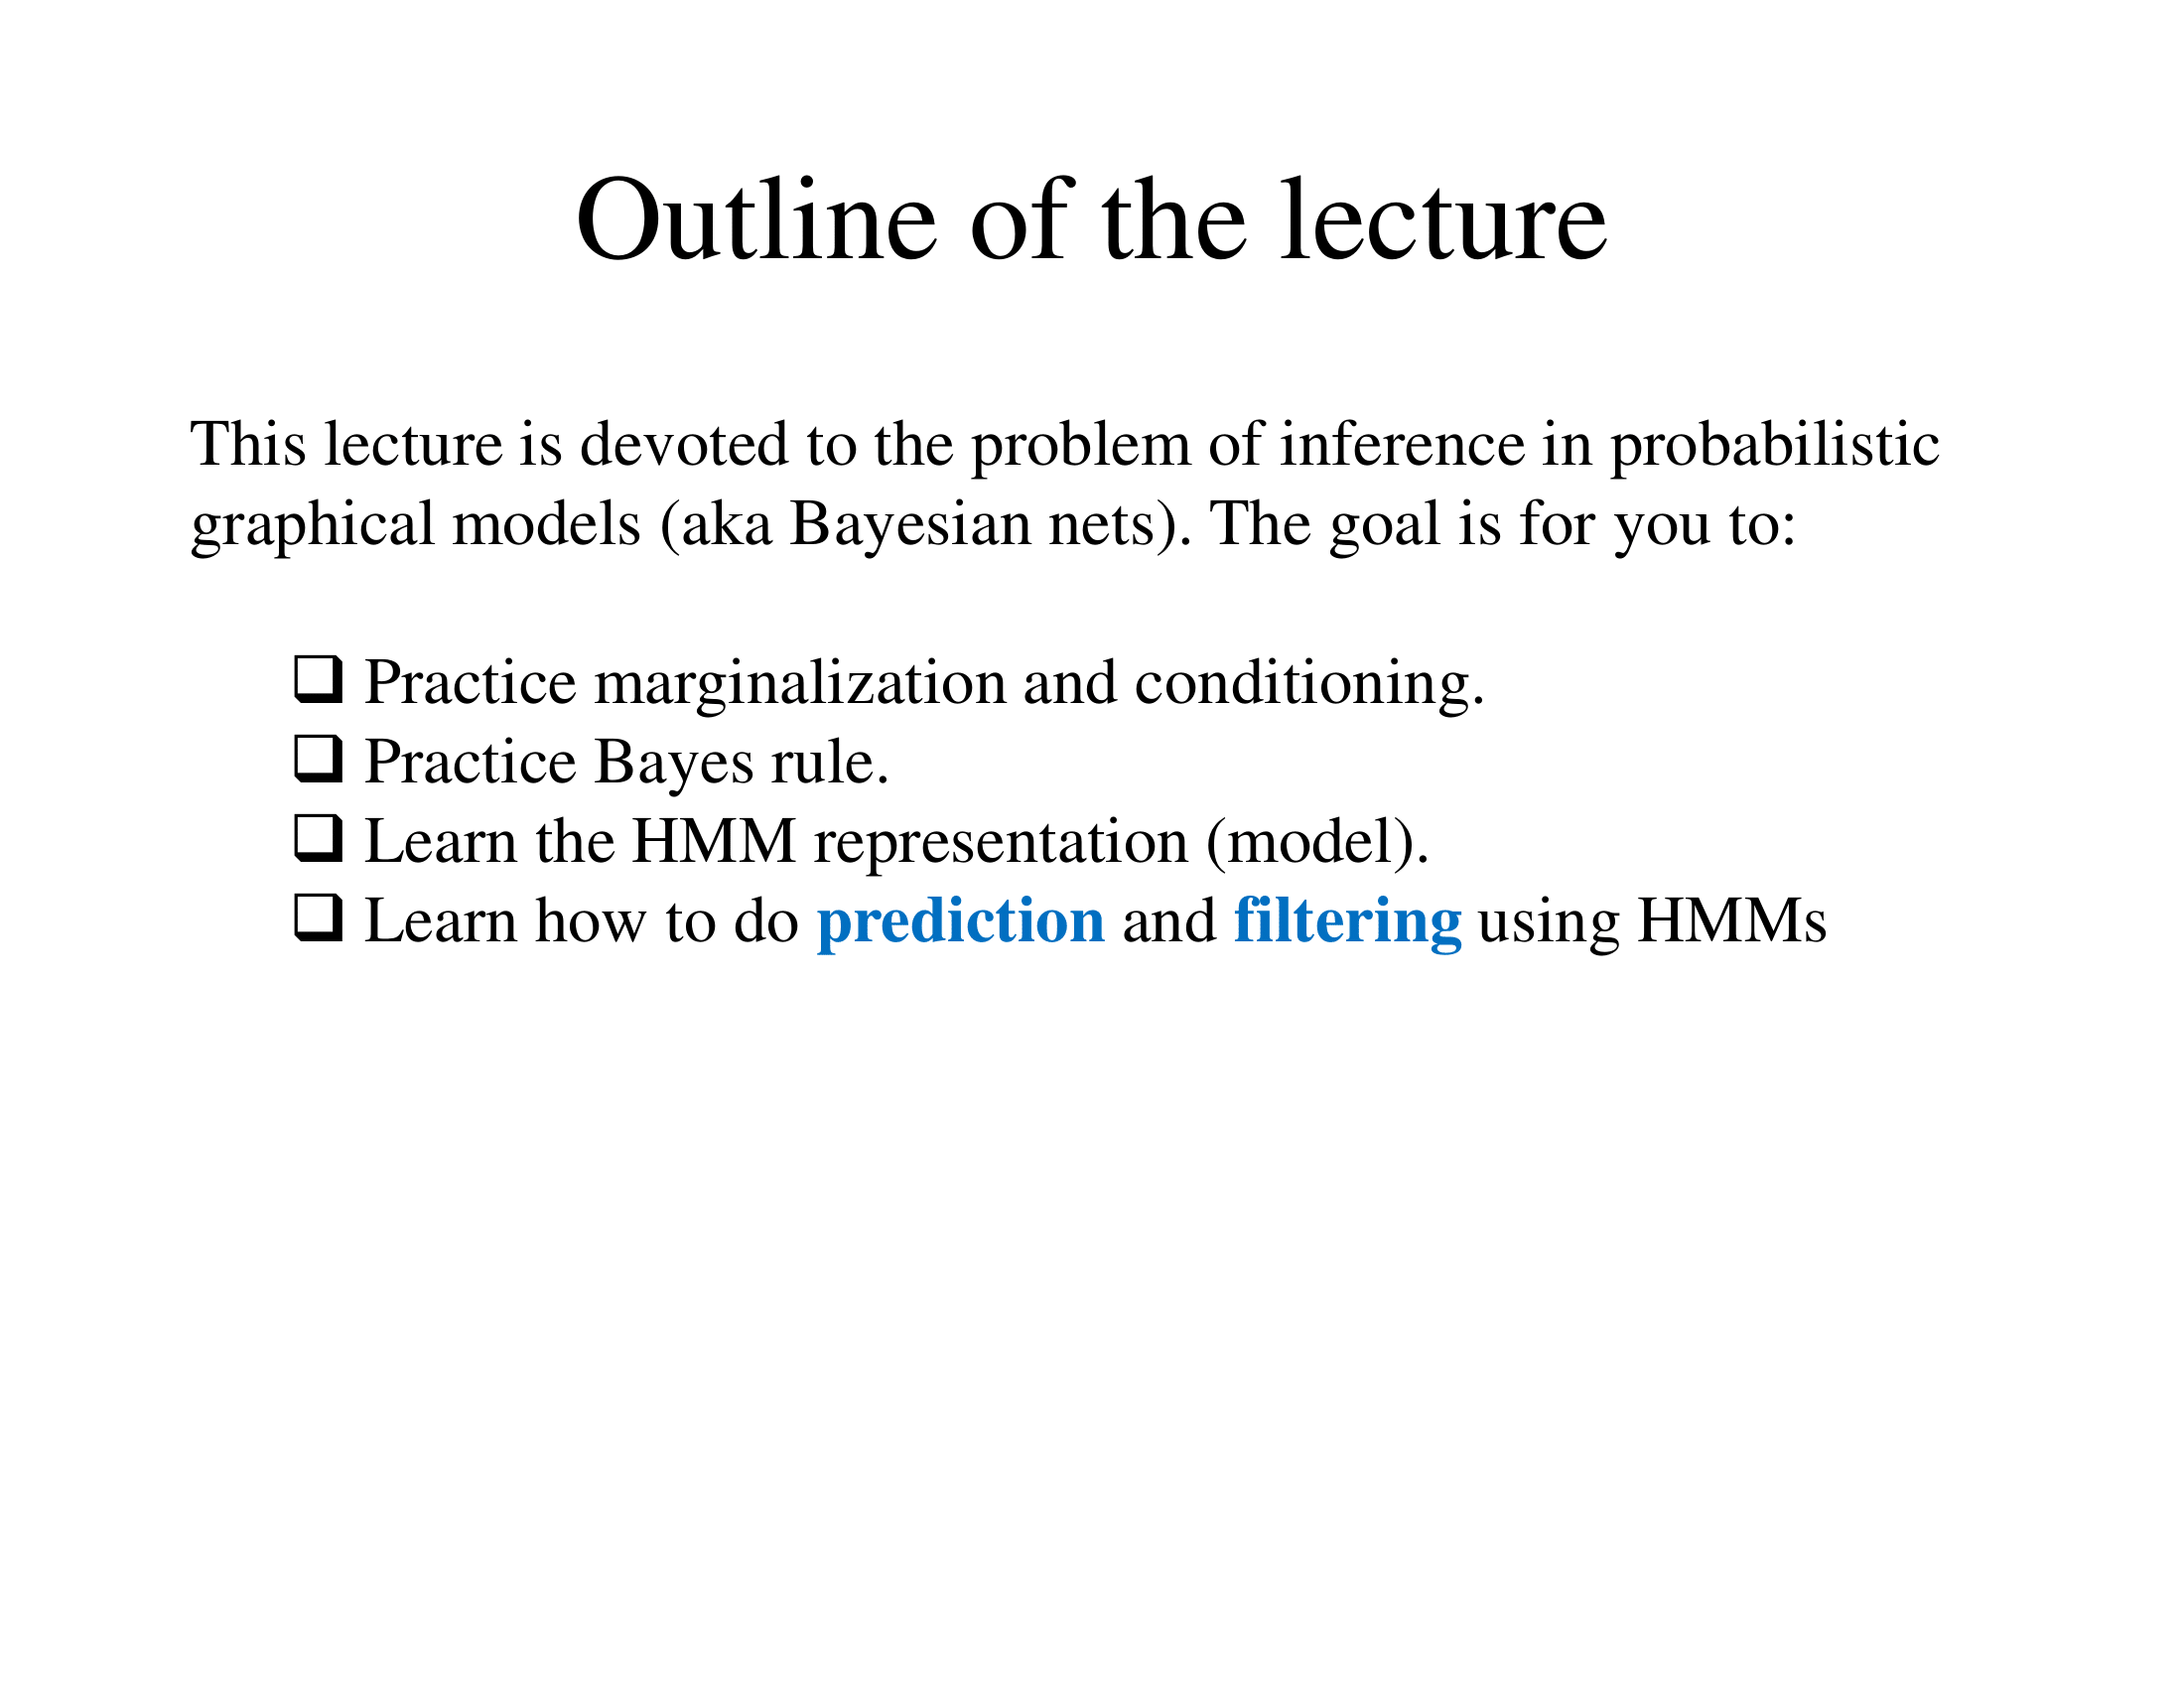 Outline of the lecture
This lecture is devoted to the problem of inference in probabilistic
graphical models (aka Bayesian nets). The goal is for you to:
❑ Practice marginalization and conditioning.
❑ Practice Bayes rule.
❑ Learn the HMM representation (model).
❑ Learn how to do prediction and filtering using HMMs